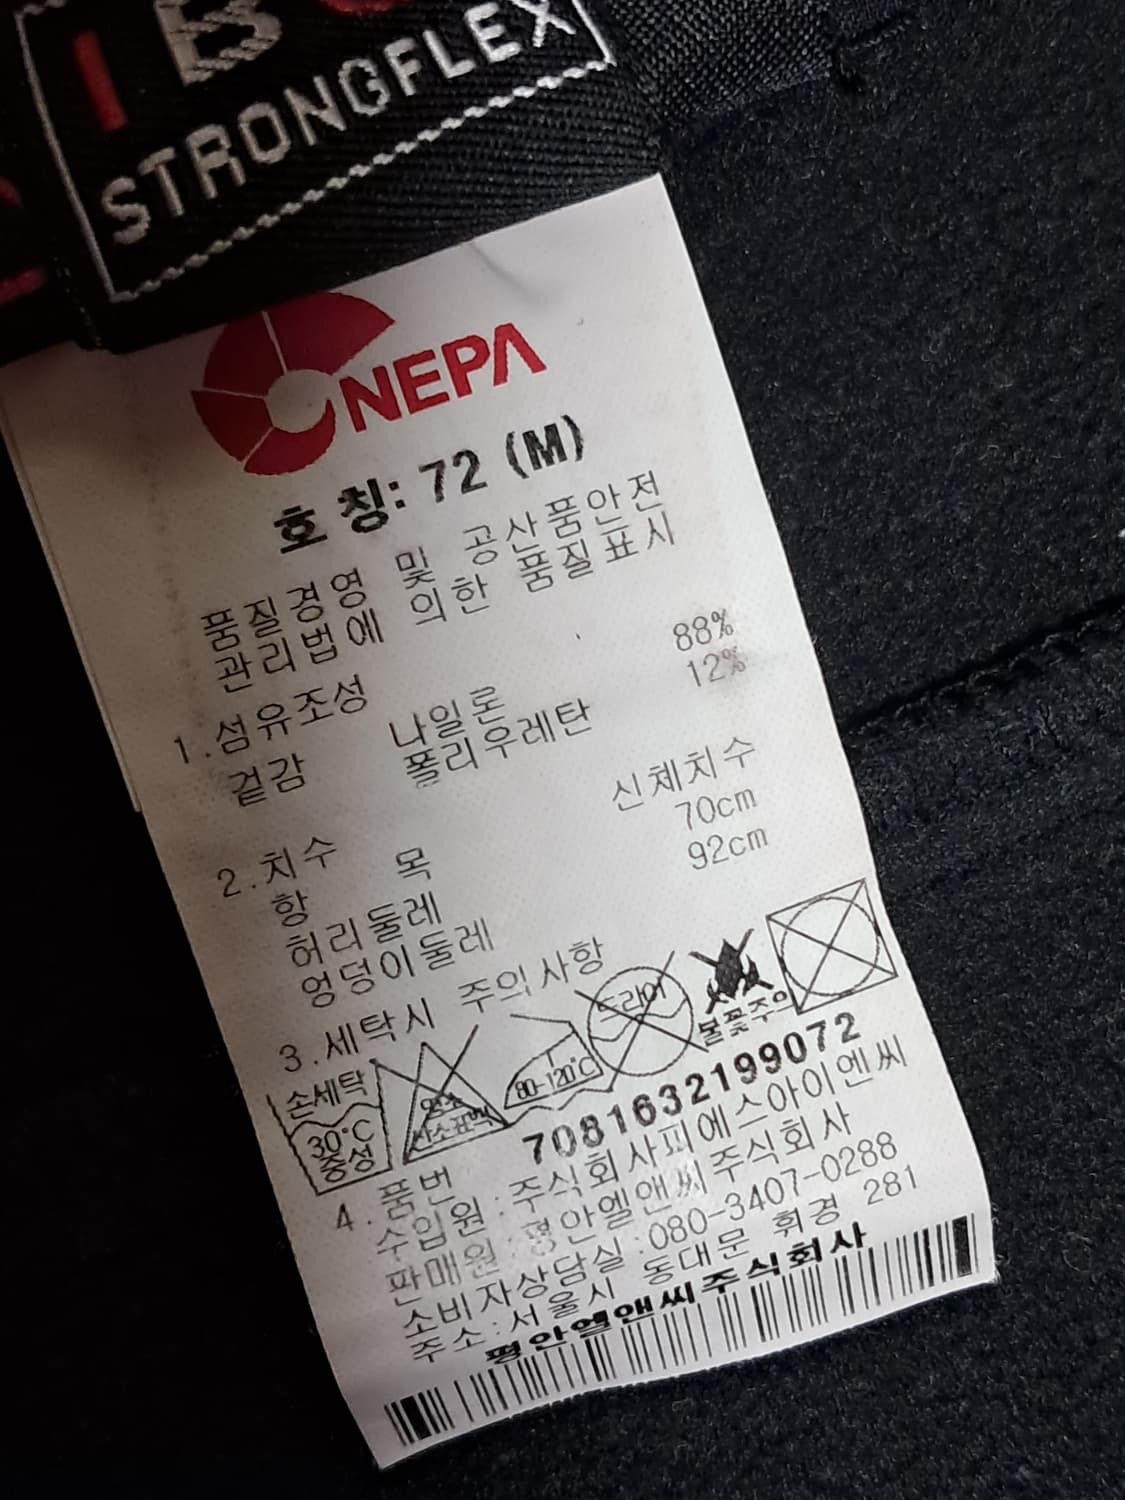 STRONGFLEX
NEPA
호 칭: 72 (M)
품질경영 및 공산품안전
관리법에 의한 품질표시
1.섬유조성
겉감 나일론 88%
폴리우레탄 12%
2.치수
항 목 신체치수
허리둘레 70cm
엉덩이둘레 92cm
3.세탁시 주의사항
손세탁
30℃
중성
염소
산소표백
80-120℃
드라이
불꽃주의
4.품번 7081632199072
수입원 :주식회사피에스아이엔씨
판매원 :평안엘앤씨주식회사
소비자상담실 :080-3407-0288
주소:서울시 동대문 휘경 281
평안엘앤씨주식회사